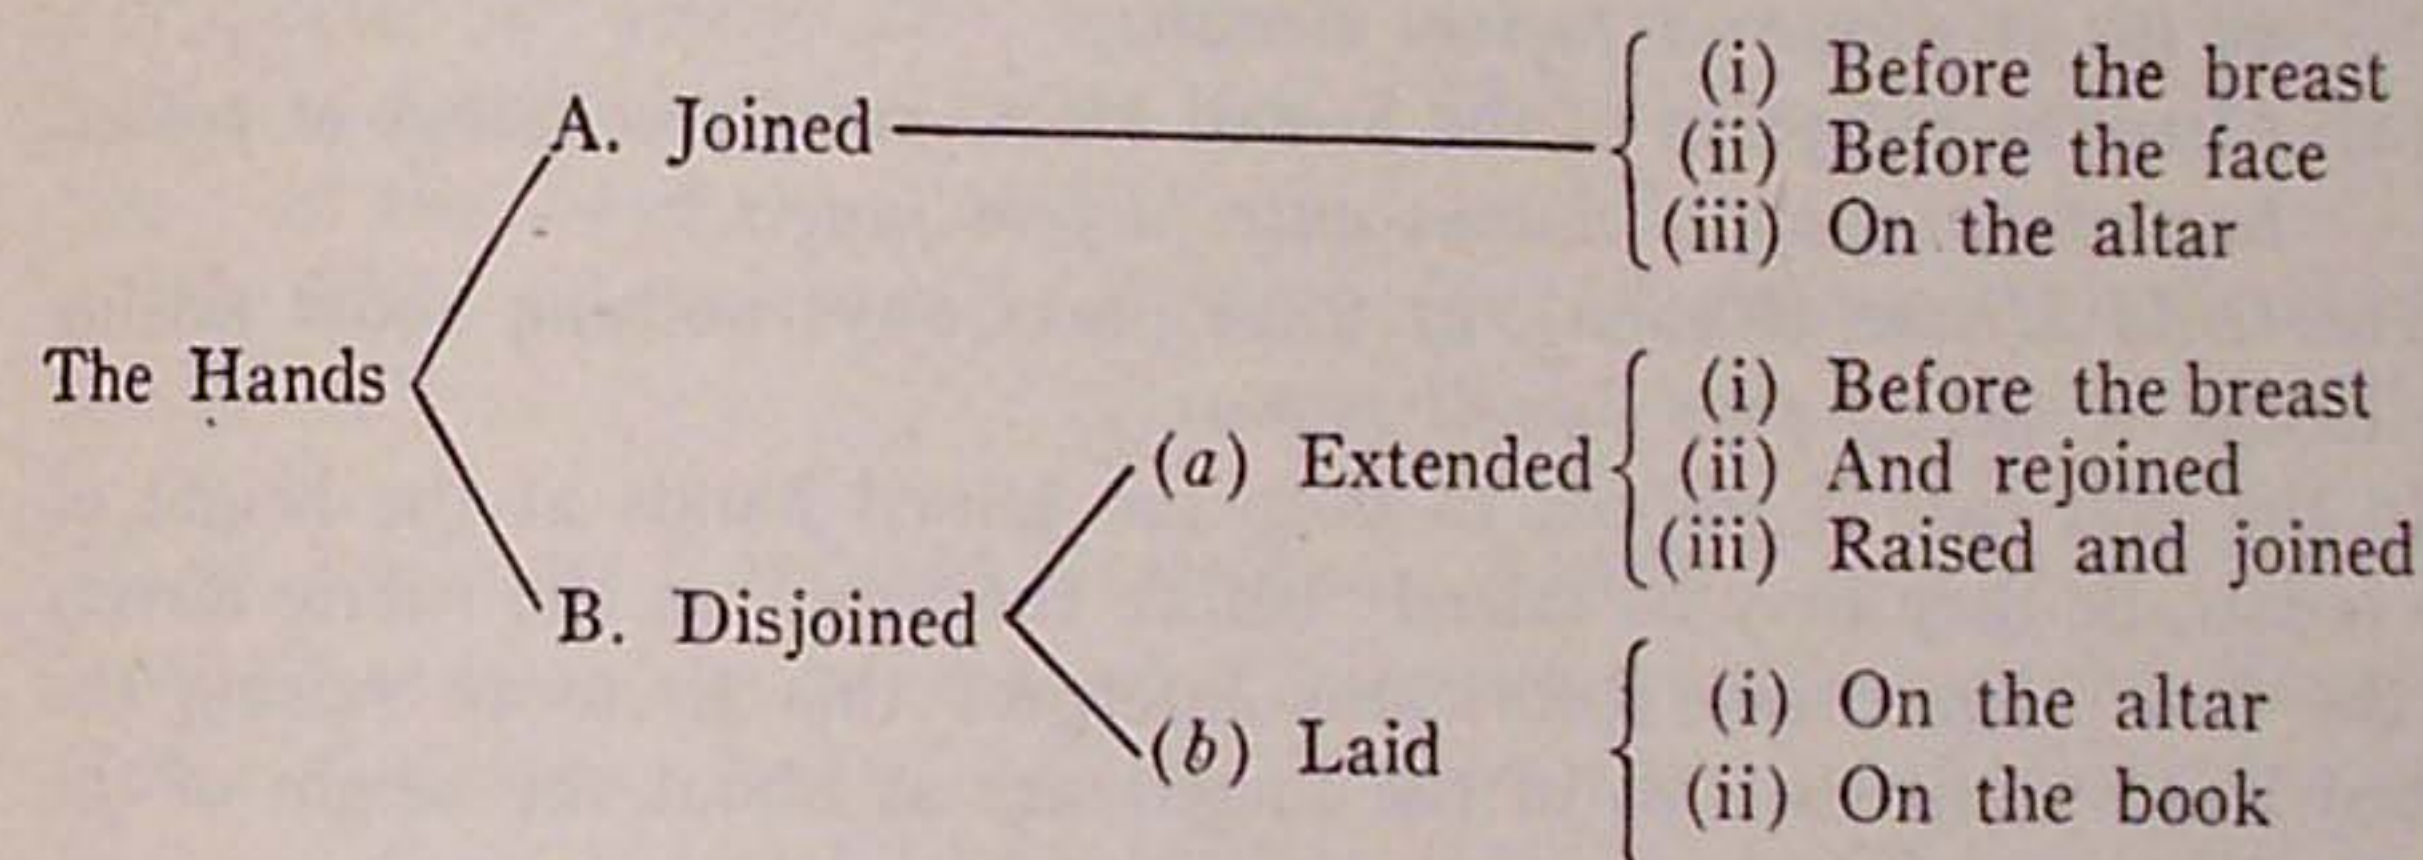 (i) Before the breast
A. Joined
(ii) Before the face
(iii) On the altar
The Hands
(i) Before the breast
(a) Extended
(ii) And rejoined
(iii) Raised and joined
B. Disjoined
(b) Laid
(i) On the altar
(ii) On the book